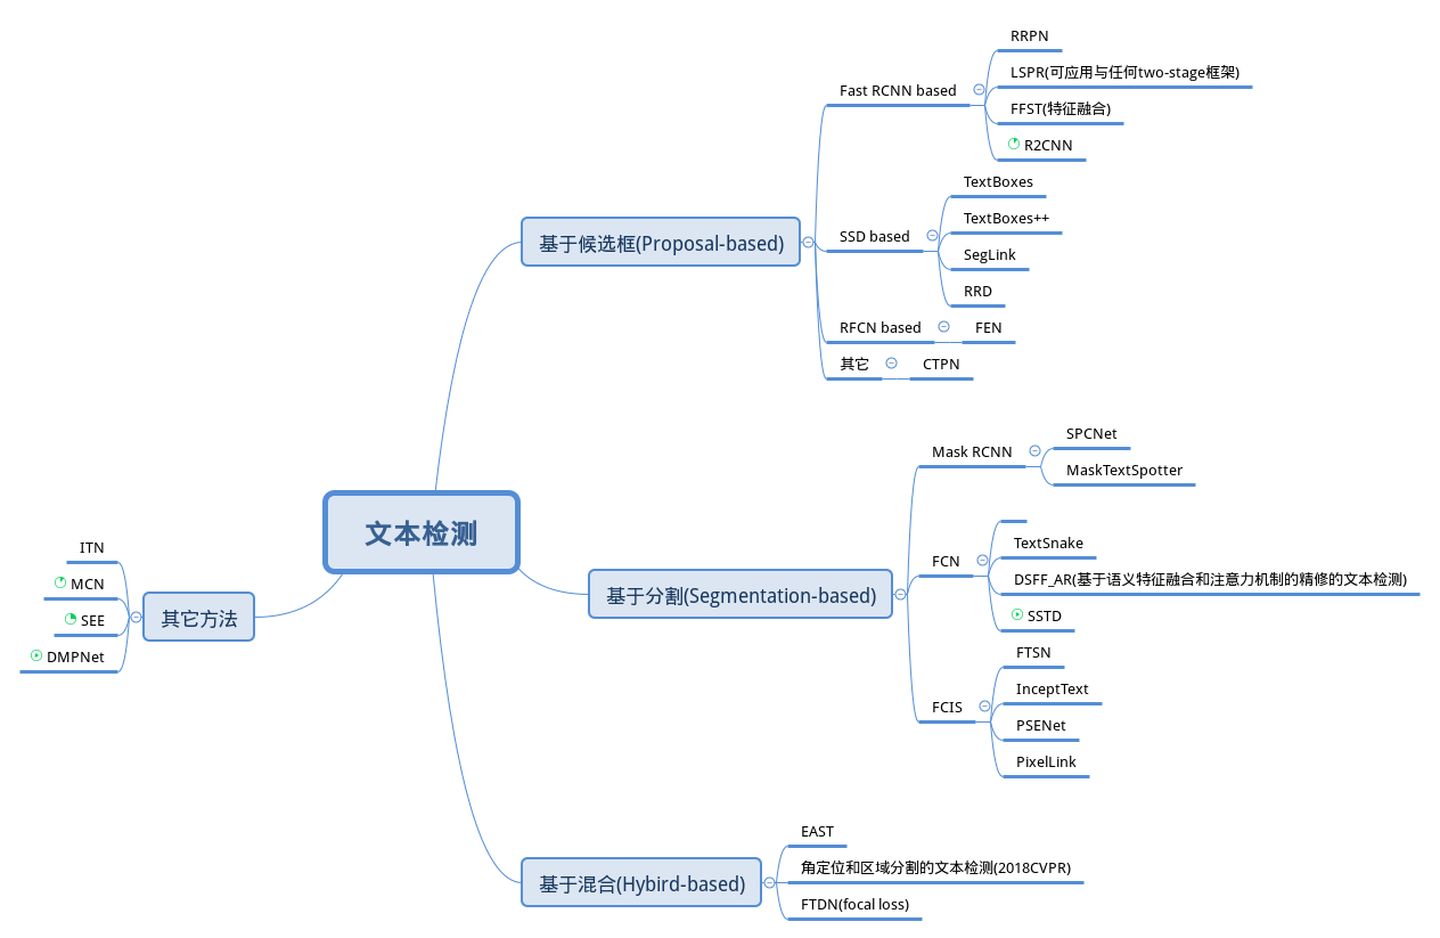 文本检测
基于候选框(Proposal-based)
Fast RCNN based
RRPN
LSPR(可应用与任何two-stage框架)
FFST(特征融合)
R2CNN
SSD based
TextBoxes
TextBoxes++
SegLink
RRD
RFCN based
FEN
其它
CTPN
基于分割(Segmentation-based)
Mask RCNN
SPCNet
MaskTextSpotter
FCN
TextSnake
DSFF_AR(基于语义特征融合和注意力机制的精修的文本检测)
SSTD
FCIS
FTSN
InceptText
PSENet
PixelLink
基于混合(Hybird-based)
EAST
角定位和区域分割的文本检测(2018CVPR)
FTDN(focal loss)
其它方法
ITN
MCN
SEE
DMPNet